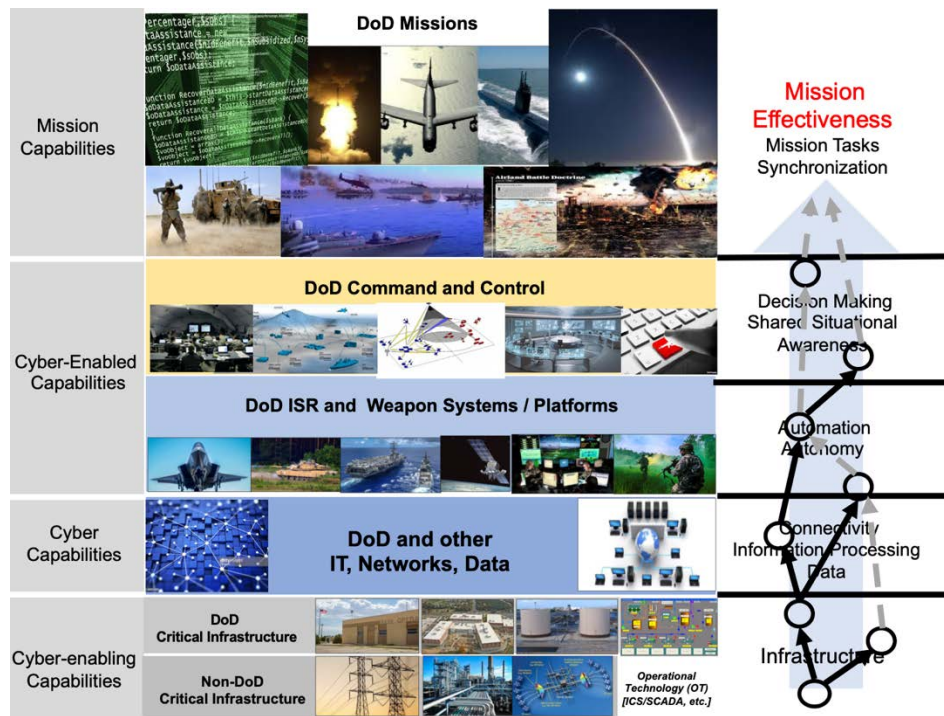 DoD Missions
Mission
Capabilities
Airland Battle Doctrine
Mission
Effectiveness
Mission Tasks
Synchronization
Cyber-Enabled
Capabilities
DoD Command and Control
Decision Making
Shared Situational
Awareness
DoD ISR and Weapon Systems / Platforms
Automation
Autonomy
Cyber
Capabilities
DoD and other
IT, Networks, Data
Connectivity
Information Processing
Data
Cyber-enabling
Capabilities
DoD
Critical Infrastructure
Non-DoD
Critical Infrastructure
Operational
Technology (OT)
[ICS/SCADA, etc.]
Infrastructure